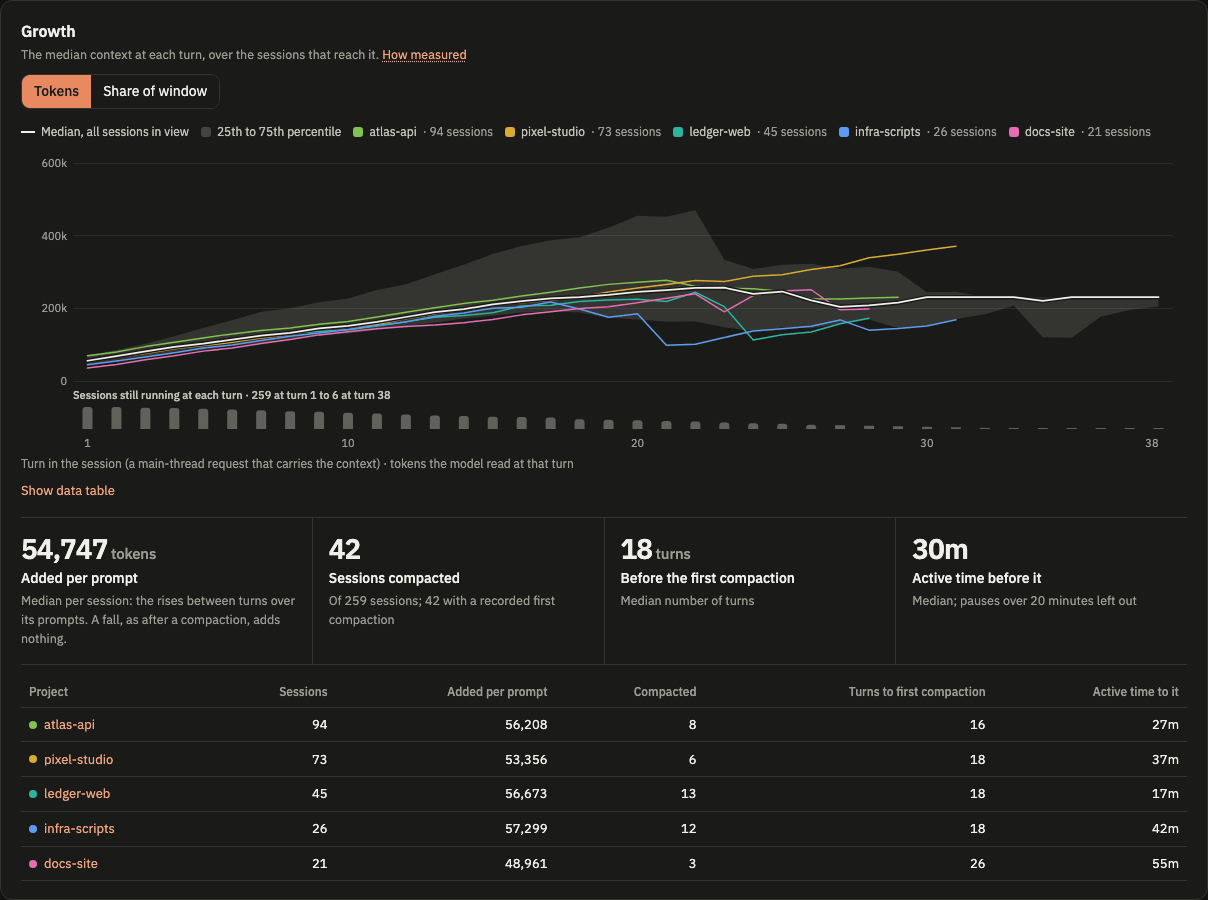 Growth
The median context at each turn, over the sessions that reach it. How measured
Tokens Share of window
Median, all sessions in view 25th to 75th percentile atlas-api · 94 sessions pixel-studio · 73 sessions ledger-web · 45 sessions infra-scripts · 26 sessions docs-site · 21 sessions
600k
400k
200k
0
Sessions still running at each turn · 259 at turn 1 to 6 at turn 38
1 10 20 30 38
Turn in the session (a main-thread request that carries the context) · tokens the model read at that turn
Show data table
54,747 tokens
Added per prompt
Median per session: the rises between turns over
its prompts. A fall, as after a compaction, adds
nothing.
42
Sessions compacted
Of 259 sessions; 42 with a recorded first
compaction
18 turns
Before the first compaction
Median number of turns
30m
Active time before it
Median; pauses over 20 minutes left out
Project Sessions Added per prompt Compacted Turns to first compaction Active time to it
atlas-api 94 56,208 8 16 27m
pixel-studio 73 53,356 6 18 37m
ledger-web 45 56,673 13 18 17m
infra-scripts 26 57,299 12 18 42m
docs-site 21 48,961 3 26 55m